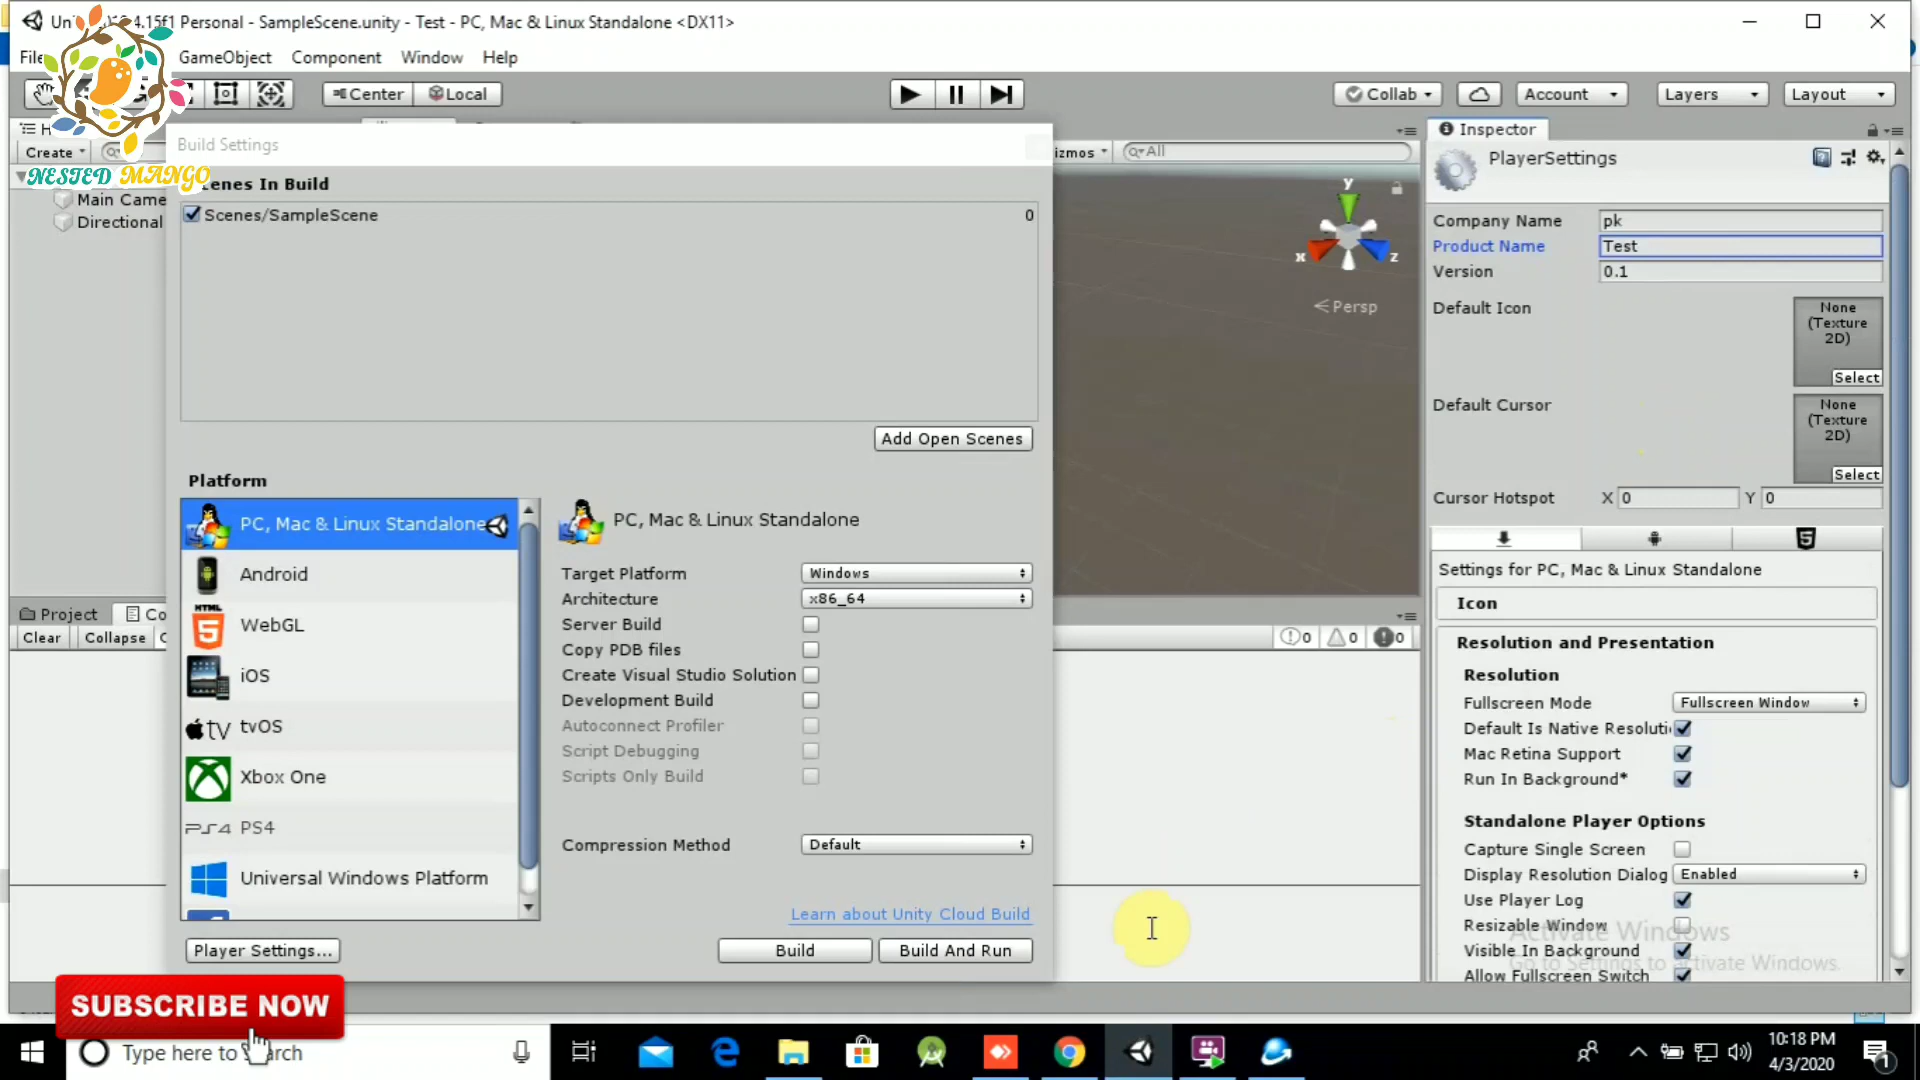 4.15f1 Personal - SampleScene.unity - Test - PC, Mac & Linux Standalone <DX11>
GameObject Component Window Help
Center Local
Collab Account Layers Layout
Create
Main Came
Directional
NESTED MANGO
Build Settings
Scenes/SampleScene 0
In Build
Add Open Scenes
Platform
PC, Mac & Linux Standalone
Android
HTML
5
WebGL
iOS
tv tvOS
Xbox One
PS4 PS4
Universal Windows Platform
PC, Mac & Linux Standalone
Target Platform Windows
Architecture x86_64
Server Build
Copy PDB files
Create Visual Studio Solution
Development Build
Autoconnect Profiler
Script Debugging
Scripts Only Build
Compression Method Default
Learn about Unity Cloud Build
Player Settings... Build Build And Run
All
y
x z
Persp
Project
Clear Collapse
0 0 0
Inspector
PlayerSettings
Company Name pk
Product Name Test
Version 0.1
Default Icon None (Texture 2D)
Select
Default Cursor None (Texture 2D)
Select
Cursor Hotspot X 0 Y 0
Settings for PC, Mac & Linux Standalone
Icon
Resolution and Presentation
Resolution
Fullscreen Mode Fullscreen Window
Default Is Native Resoluti
Mac Retina Support
Run In Background*
Standalone Player Options
Capture Single Screen
Display Resolution Dialog Enabled
Use Player Log
Resizable Window
Visible In Background
Allow Fullscreen Switch
Activate Windows
Go to Settings to activate Windows.
SUBSCRIBE NOW
Type here to search
10:18 PM
4/3/2020
1